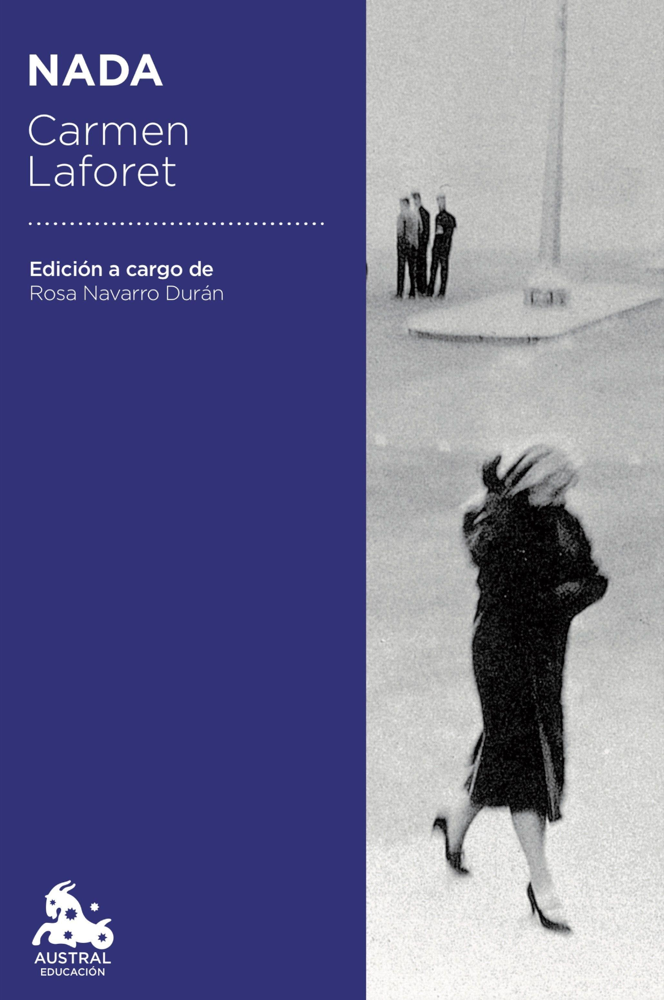 NADA
Carmen
Laforet
Edición a cargo de
Rosa Navarro Durán
AUSTRAL
EDUCACIÓN